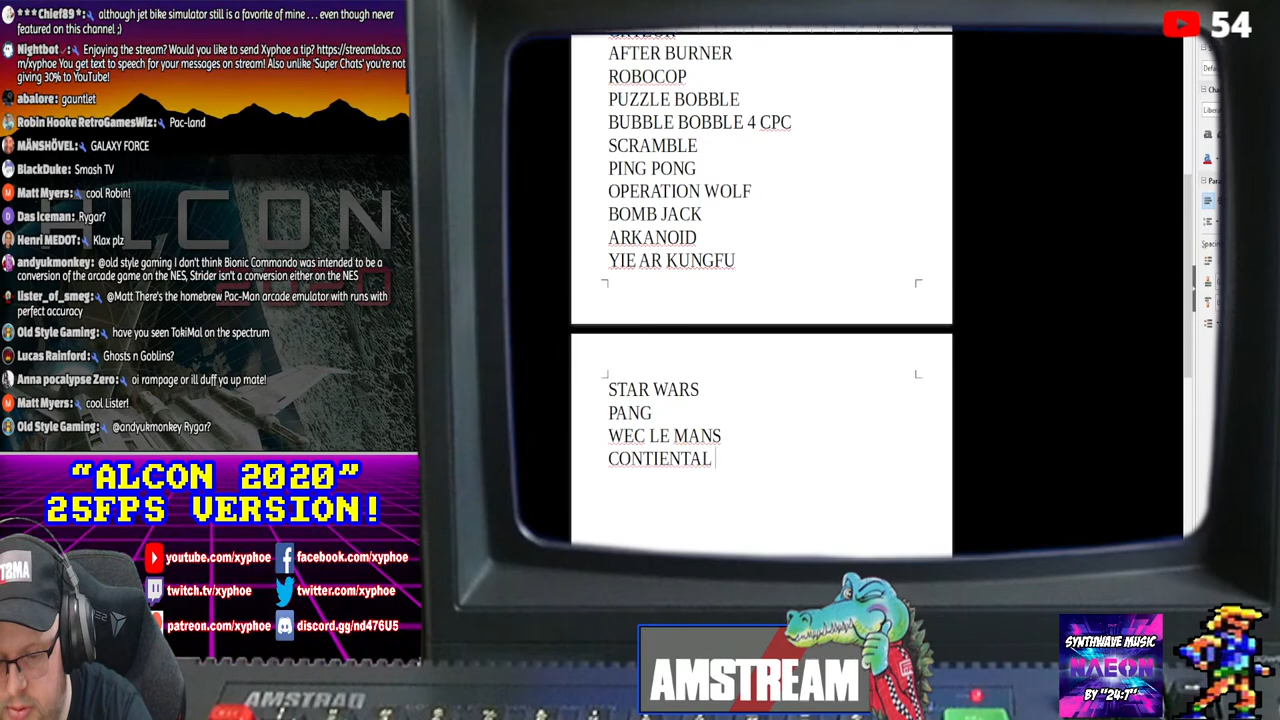 ***Chief89 *: although jet bike simulator still is a favorite of mine . . . even though never
featured on this channel ;)
Nightbot: Enjoying the stream? Would you like to send Xyphoe a tip? https://streamlabs.co
m/xyphoe You get text to speech for your messages on stream! Also unlike 'Super Chats' you're not
giving 30% to YouTube!
abalore: gauntlet
Robin Hooke RetroGamesWiz: Pac-land
MÄNSHÖN: GALAXY FORCE
BlackDuke: Smash TV
Matt Myers: cool Robin!
Das Iceman: Rygar?
Henri MEDOT: Klax plz
andyukmonkey: @old style gaming I don't think Bionic Commando was intended to be a
conversion of the arcade game on the NES, Strider isn't a conversion either on the NES
lister_of_smeg: @Matt There's the homebrew Pac-Man arcade emulator with runs with
perfect accuracy
Old Style Gaming: have you seen TokiMal on the spectrum
Lucas Rainford: Ghosts n Goblins?
Anna pocalypse Zero: oi rampage or ill duff ya up mate!
Matt Myers: cool Lister!
Old Style Gaming: @andyukmonkey Rygar?
ALCON
2020
"ALCON 2020"
25FPS VERSION!
youtube.com/xyphoe
facebook.com/xyphoe
twitch.tv/xyphoe
twitter.com/xyphoe
patreon.com/xyphoe
discord.gg/nd476U5
AFTER BURNER
ROBOCOP
PUZZLE BOBBLE
BUBBLE BOBBLE 4 CPC
SCRAMBLE
PING PONG
OPERATION WOLF
BOMB JACK
ARKANOID
YIE AR KUNGFU
STAR WARS
PANG
WEC LE MANS
CONTIENTAL
54
AMSTRAD
AMSTREAM
SYNTHWAVE MUSIC
BY "24:7"